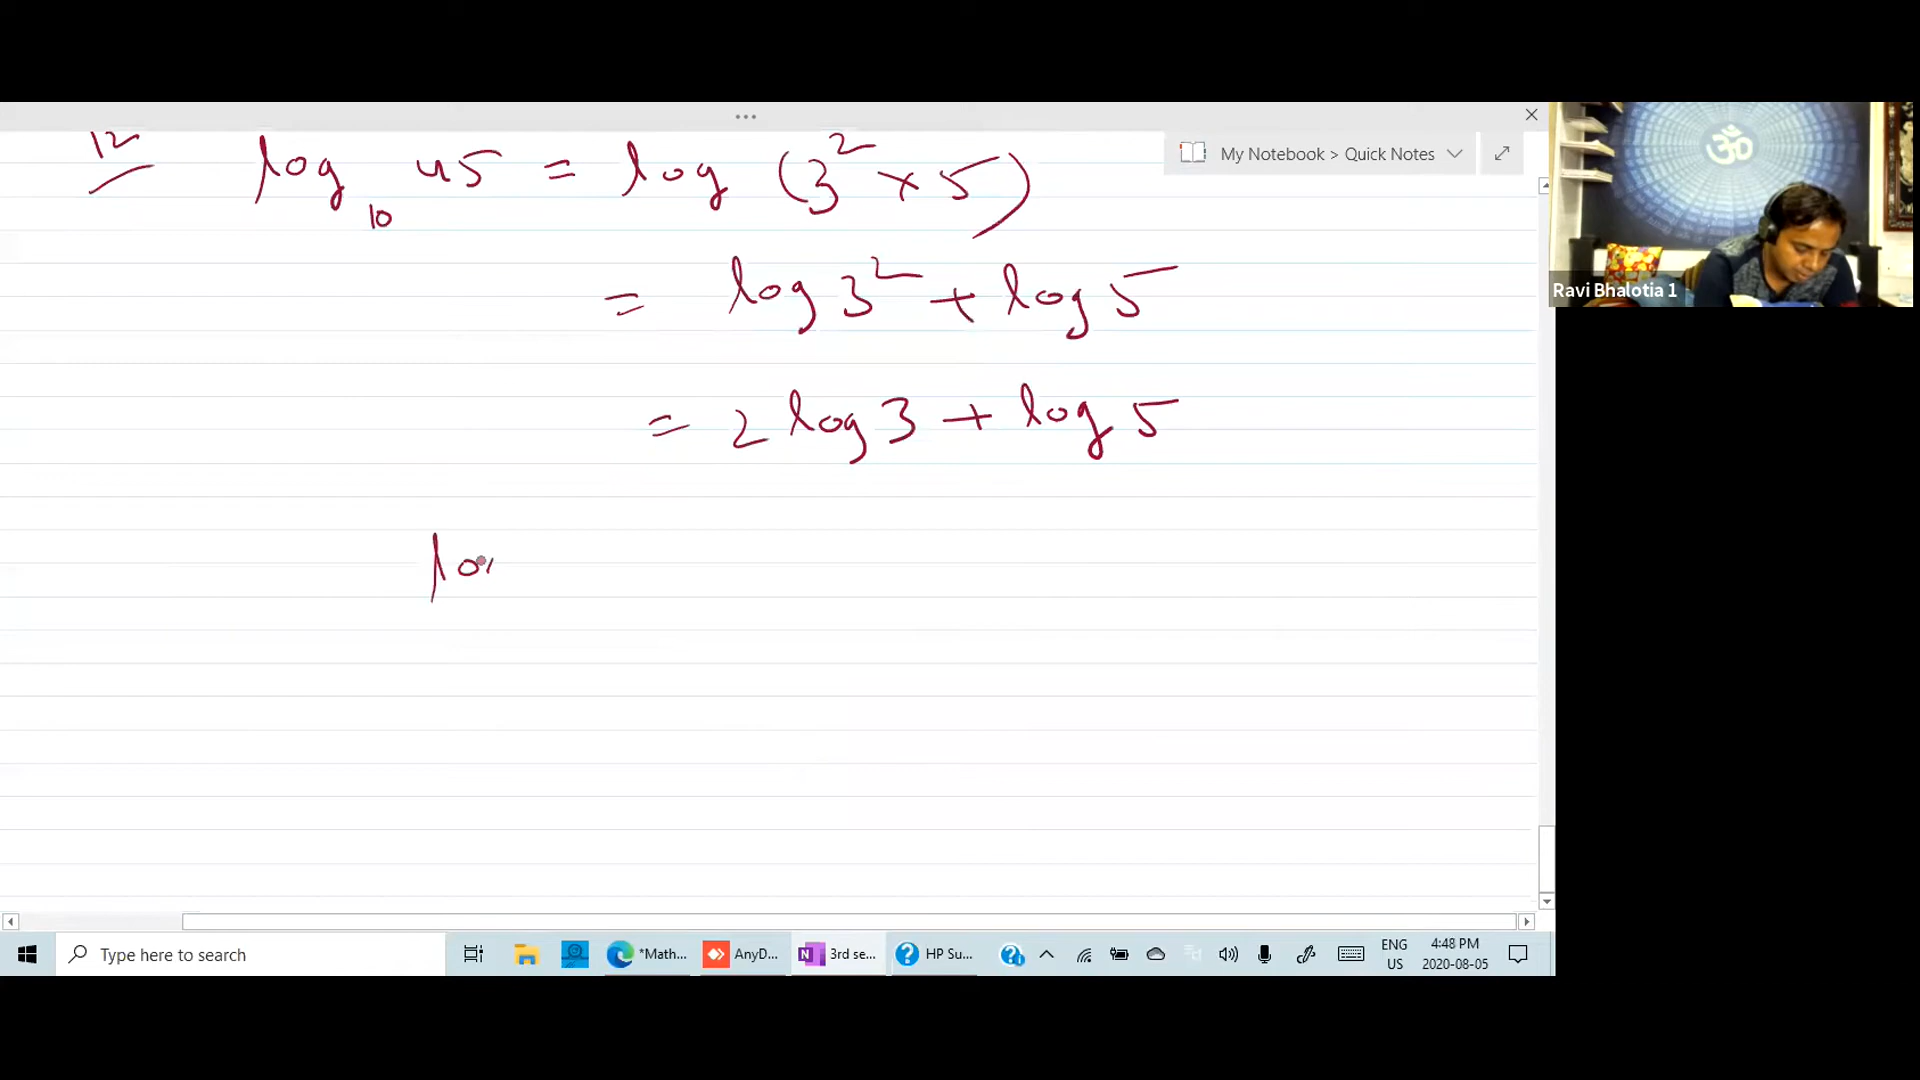 12 log₁₀ 45 = log (3² × 5)
My Notebook > Quick Notes
= log 3² + log 5
Ravi Bhalotia 1
= 2 log 3 + log 5
lo
Type here to search
*Math...
AnyD...
3rd se...
HP Su...
ENG
US
4:48 PM
2020-08-05